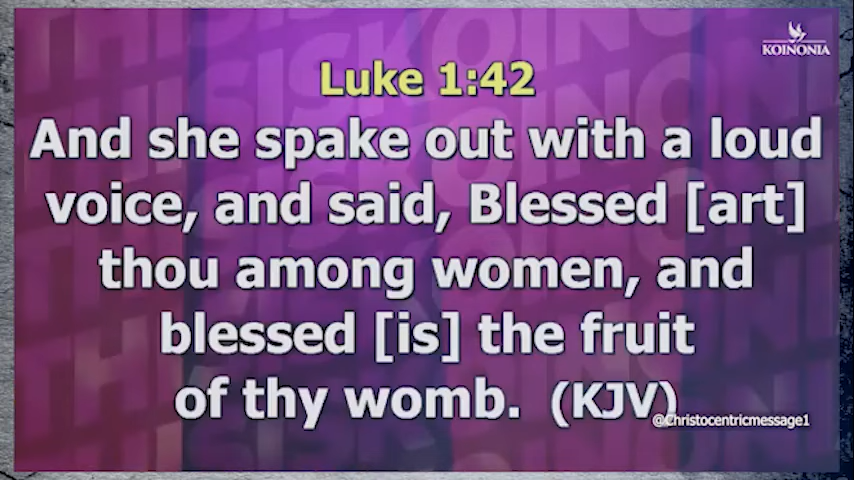 KOINONIA
Luke 1:42
And she spake out with a loud
voice, and said, Blessed [art]
thou among women, and
blessed [is] the fruit
of thy womb. (KJV)
@Christocentricmessage1